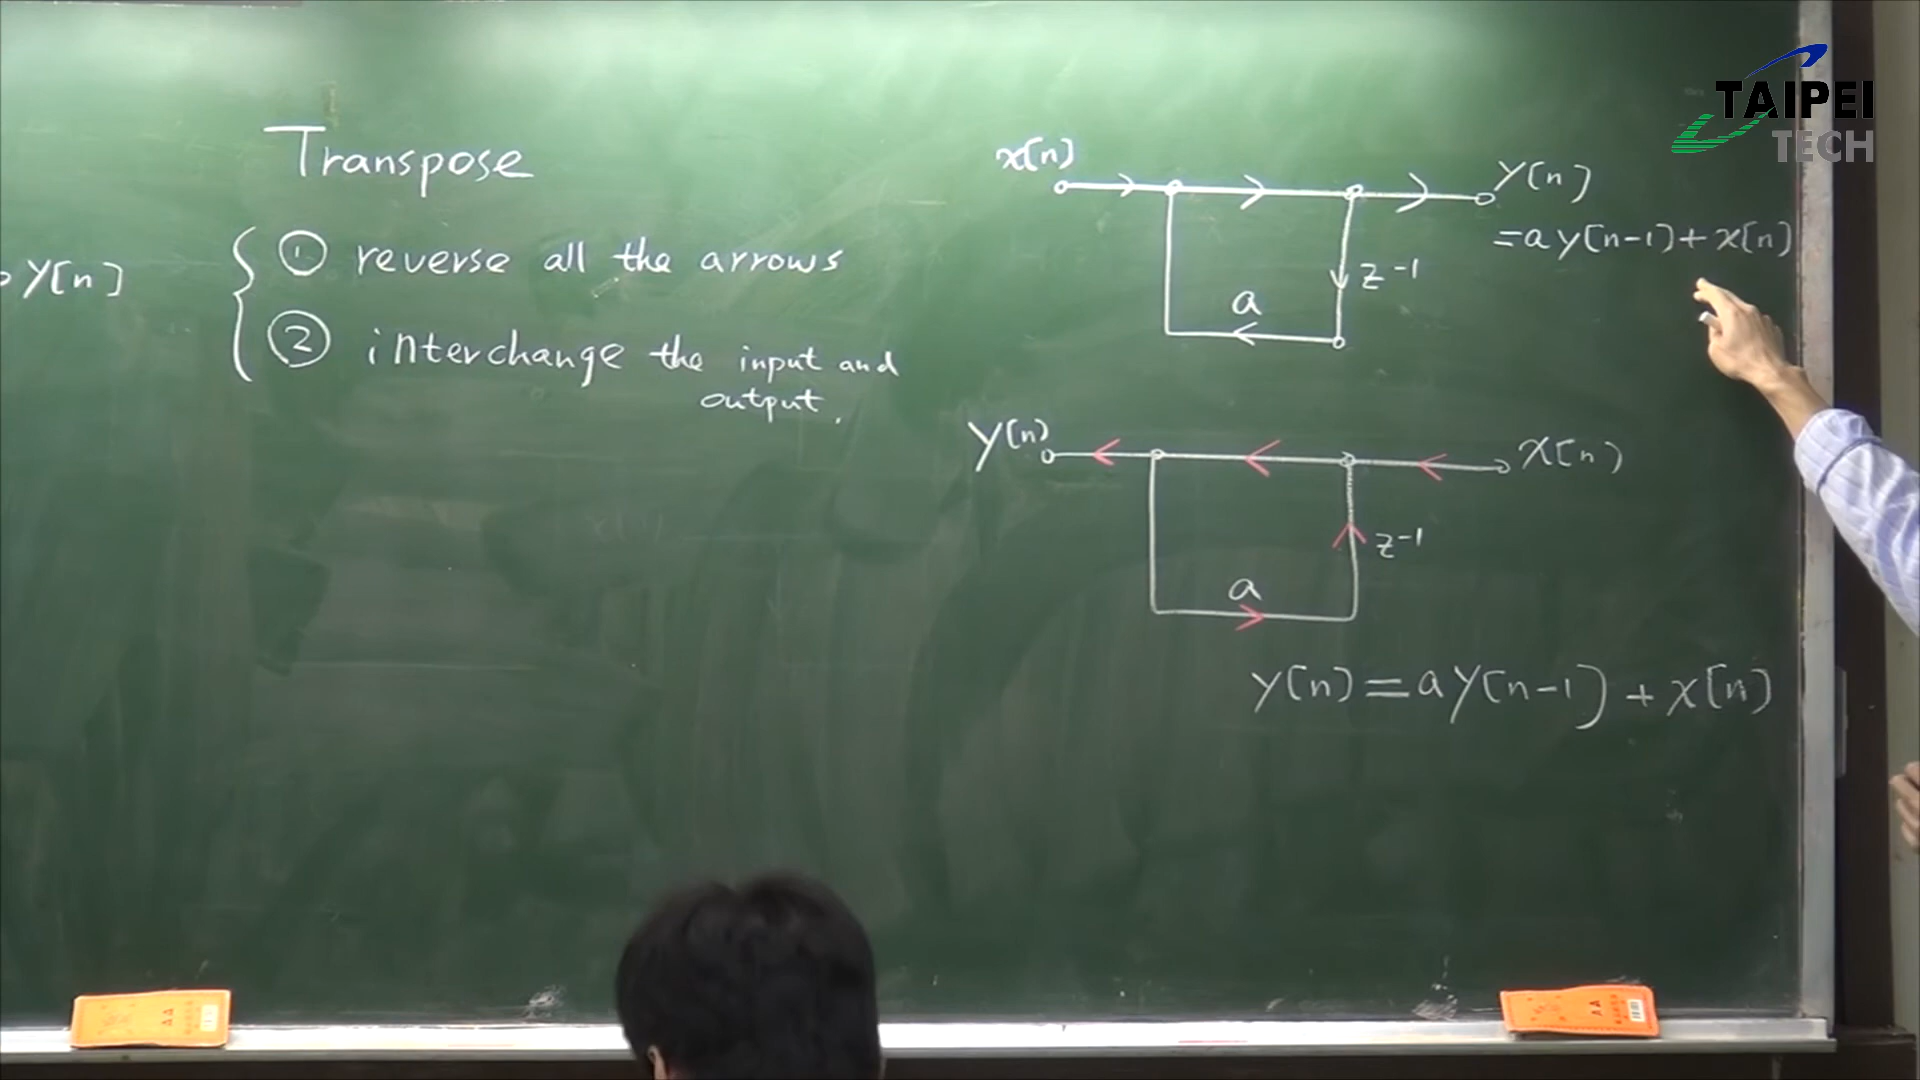 TAIPEI
TECH
Transpose
y[n]
① reverse all the arrows
② interchange the input and
output.
x[n]
y[n]
=ay[n-1]+x[n]
z⁻¹
a
y[n]
x[n]
z⁻¹
a
y[n]=ay[n-1]+x[n]